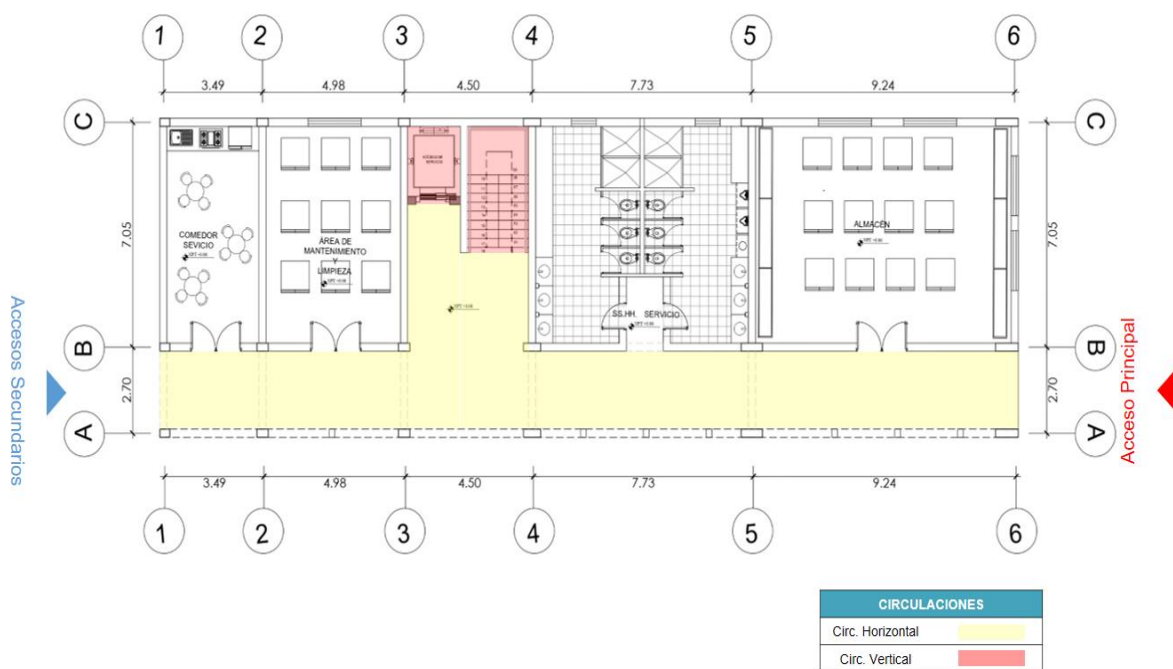 1 2 3 4 5 6
3.49 4.98 4.50 7.73 9.24
C C
7.05 7.05
COMEDOR
SEVICIO
ÁREA DE
MANTENIMIENTO
Y
LIMPIEZA
SS.HH. SERVICIO
ALMACÉN
B B
2.70 2.70
A A
Accesos Secundarios
Acceso Principal
3.49 4.98 4.50 7.73 9.24
1 2 3 4 5 6
CIRCULACIONES
Circ. Horizontal
Circ. Vertical